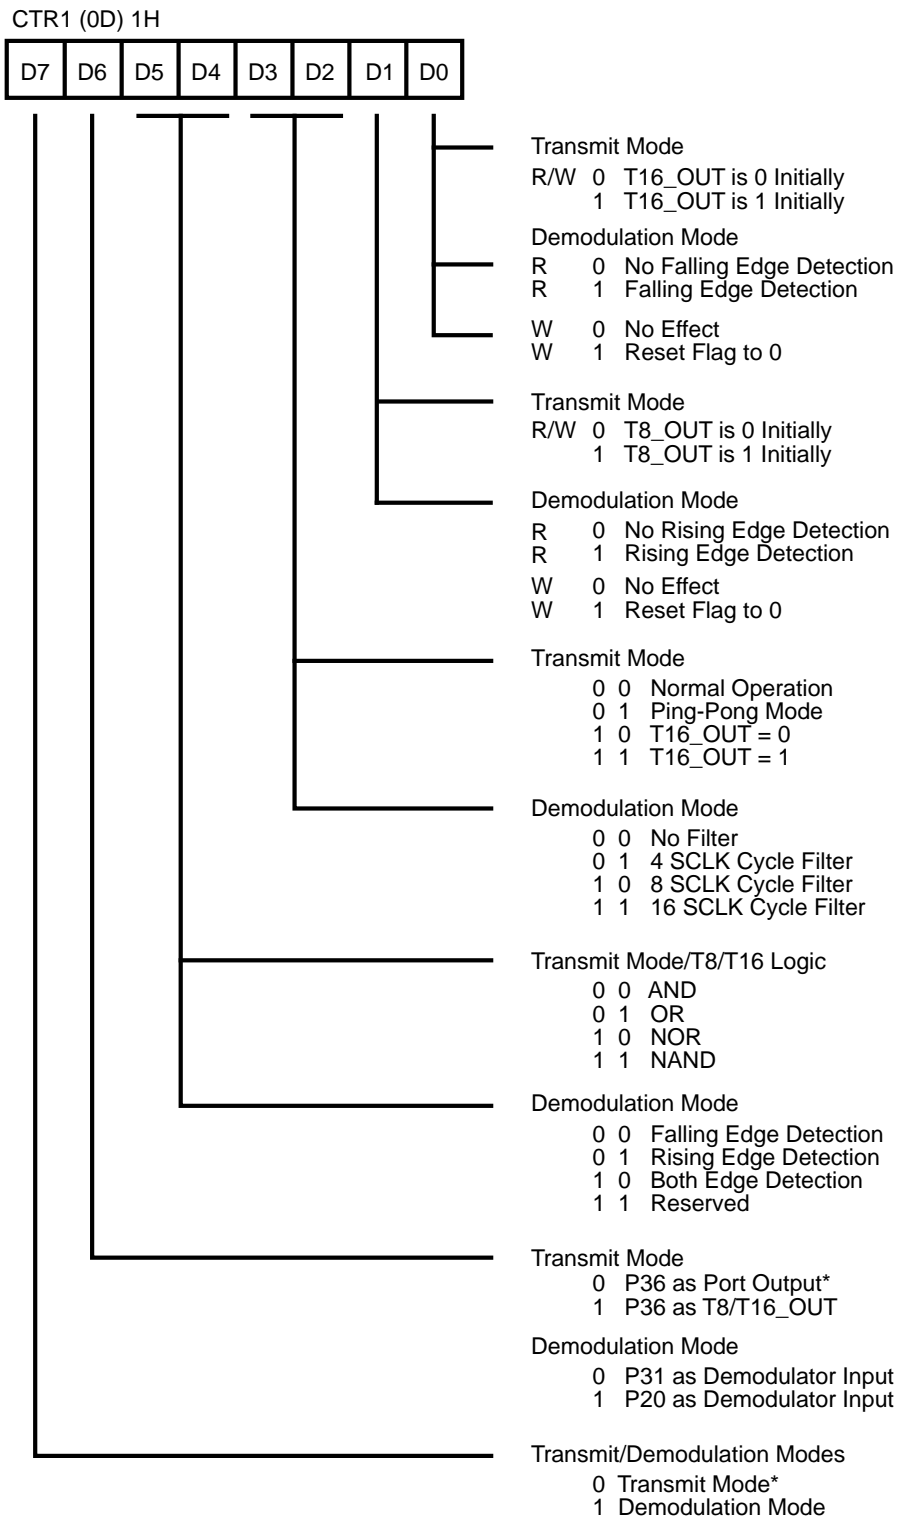 CTR1 (0D) 1H
D7 D6 D5 D4 D3 D2 D1 D0
Transmit Mode
R/W 0 T16_OUT is 0 Initially
1 T16_OUT is 1 Initially
Demodulation Mode
R 0 No Falling Edge Detection
R 1 Falling Edge Detection
W 0 No Effect
W 1 Reset Flag to 0
Transmit Mode
R/W 0 T8_OUT is 0 Initially
1 T8_OUT is 1 Initially
Demodulation Mode
R 0 No Rising Edge Detection
R 1 Rising Edge Detection
W 0 No Effect
W 1 Reset Flag to 0
Transmit Mode
0 0 Normal Operation
0 1 Ping-Pong Mode
1 0 T16_OUT = 0
1 1 T16_OUT = 1
Demodulation Mode
0 0 No Filter
0 1 4 SCLK Cycle Filter
1 0 8 SCLK Cycle Filter
1 1 16 SCLK Cycle Filter
Transmit Mode/T8/T16 Logic
0 0 AND
0 1 OR
1 0 NOR
1 1 NAND
Demodulation Mode
0 0 Falling Edge Detection
0 1 Rising Edge Detection
1 0 Both Edge Detection
1 1 Reserved
Transmit Mode
0 P36 as Port Output*
1 P36 as T8/T16_OUT
Demodulation Mode
0 P31 as Demodulator Input
1 P20 as Demodulator Input
Transmit/Demodulation Modes
0 Transmit Mode*
1 Demodulation Mode